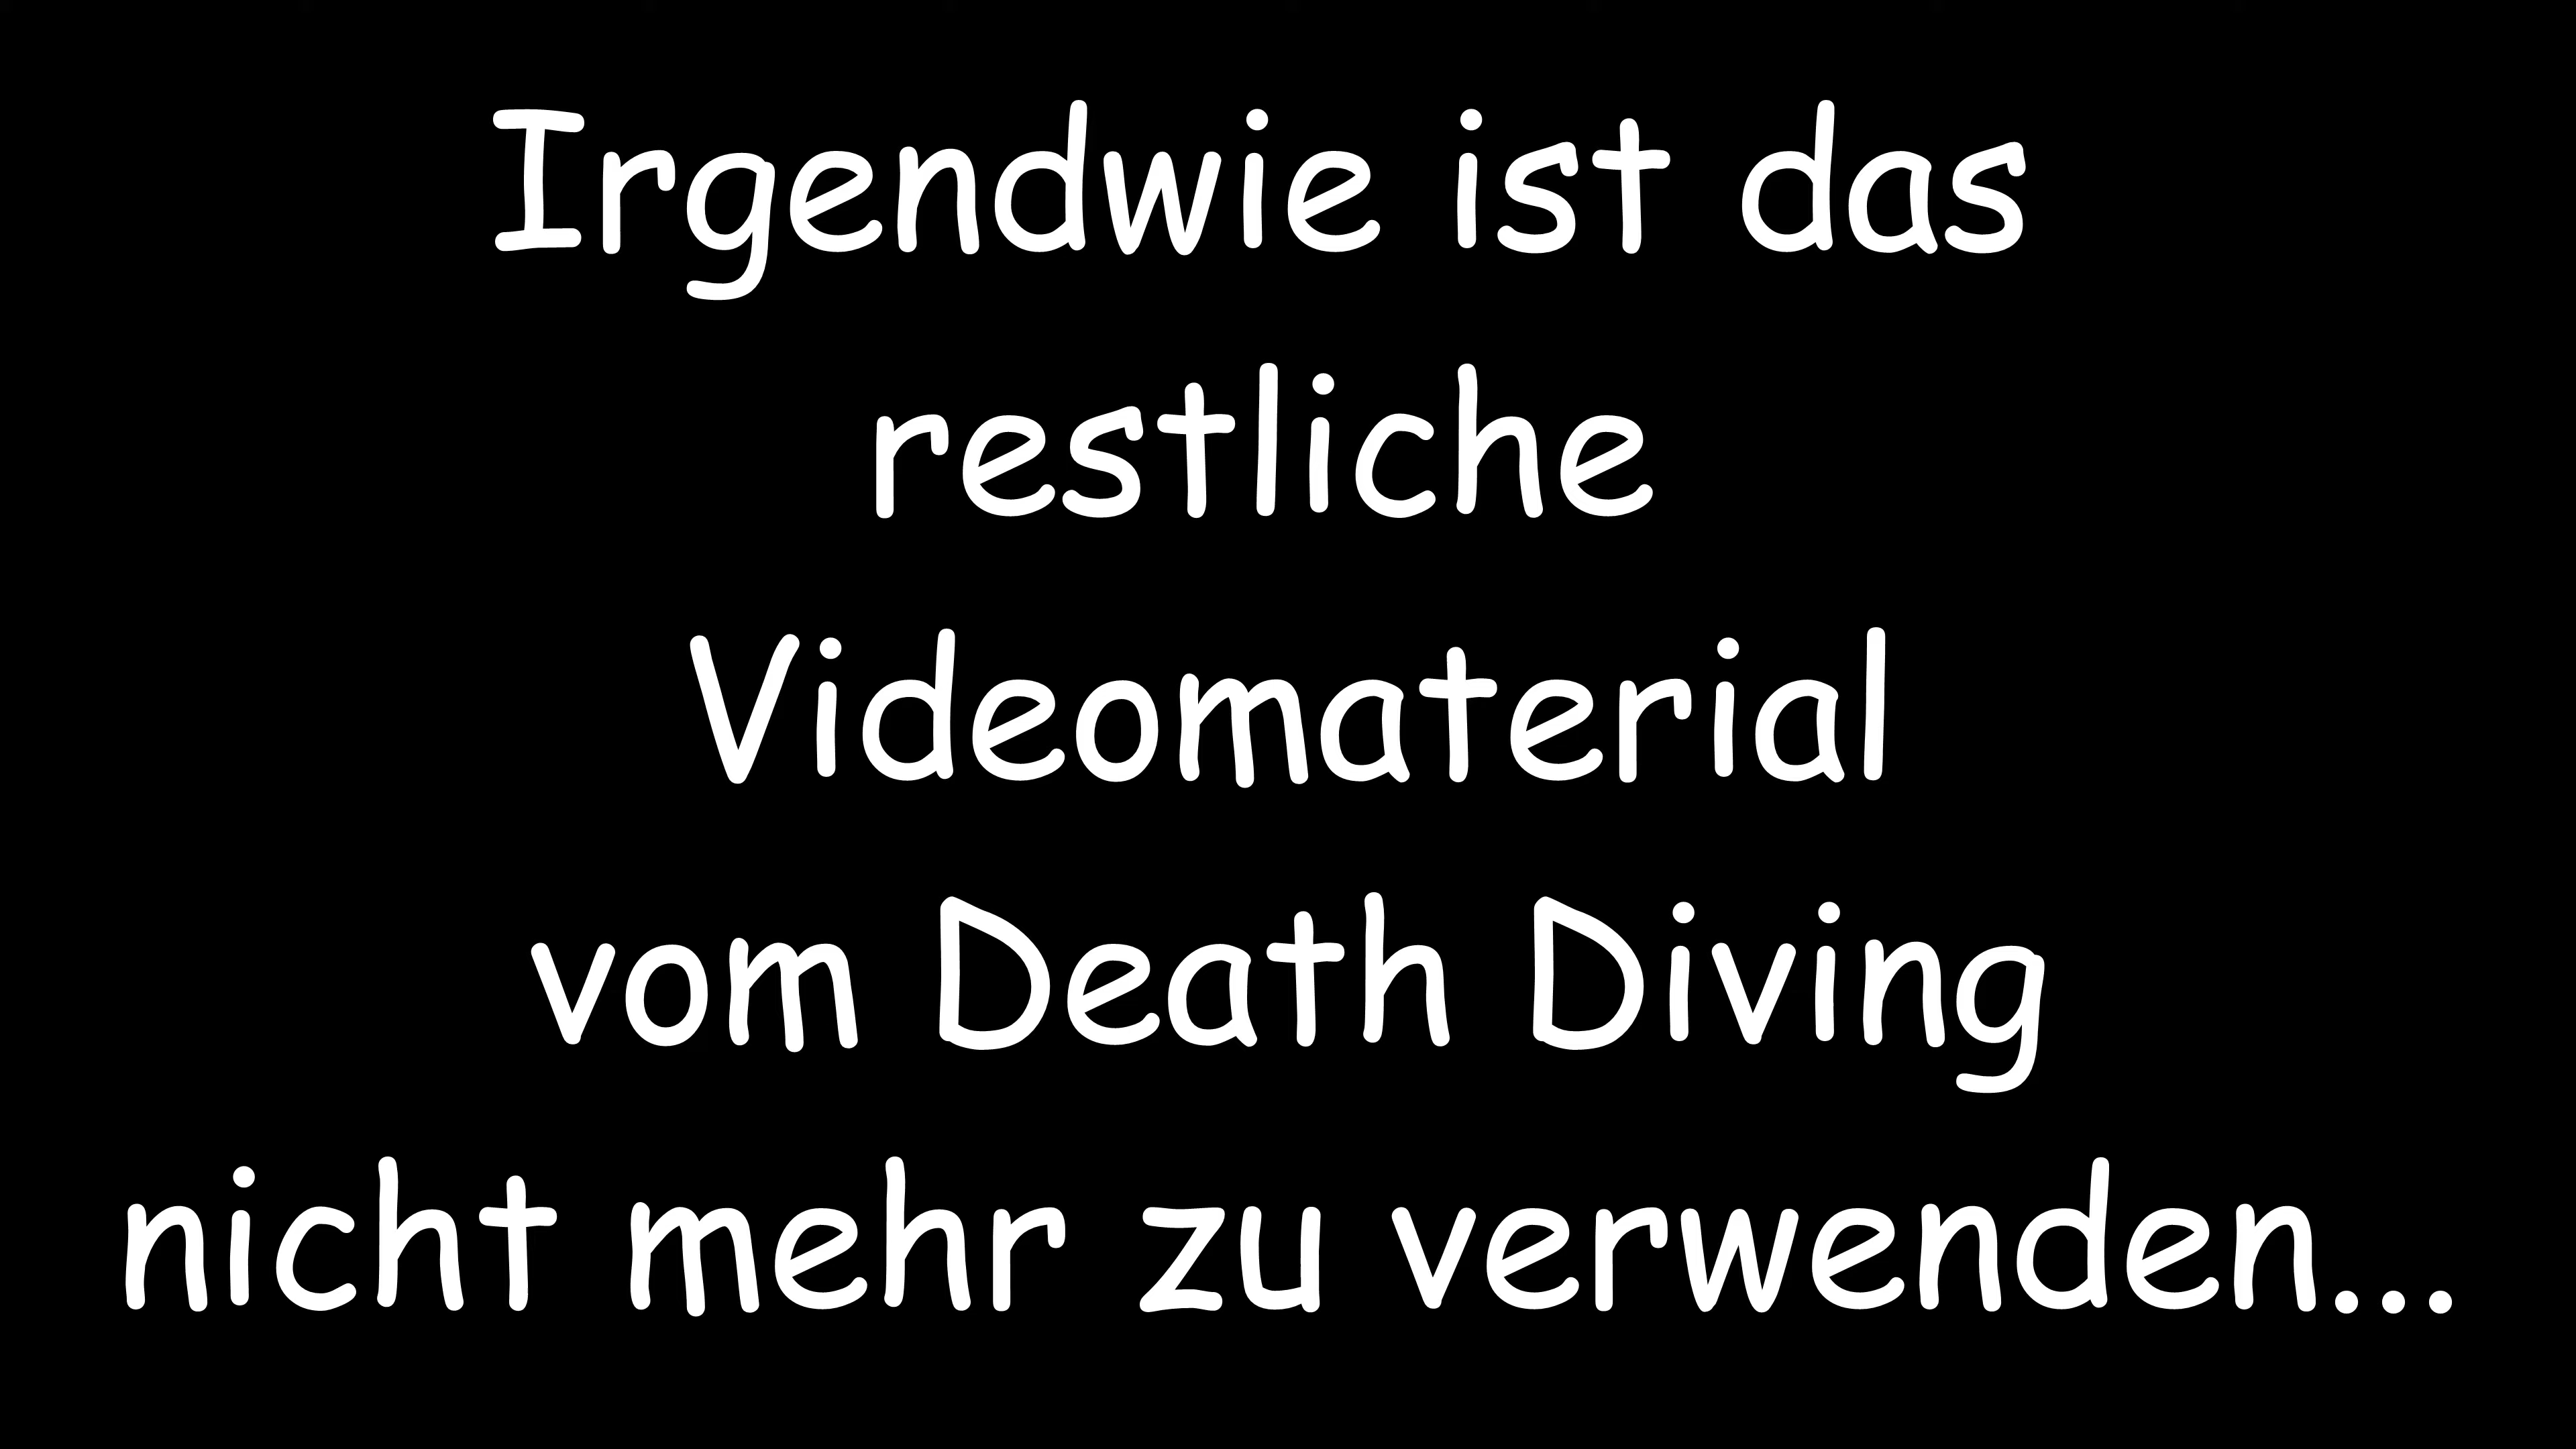 Irgendwie ist das
restliche
Videomaterial
vom Death Diving
nicht mehr zu verwenden...